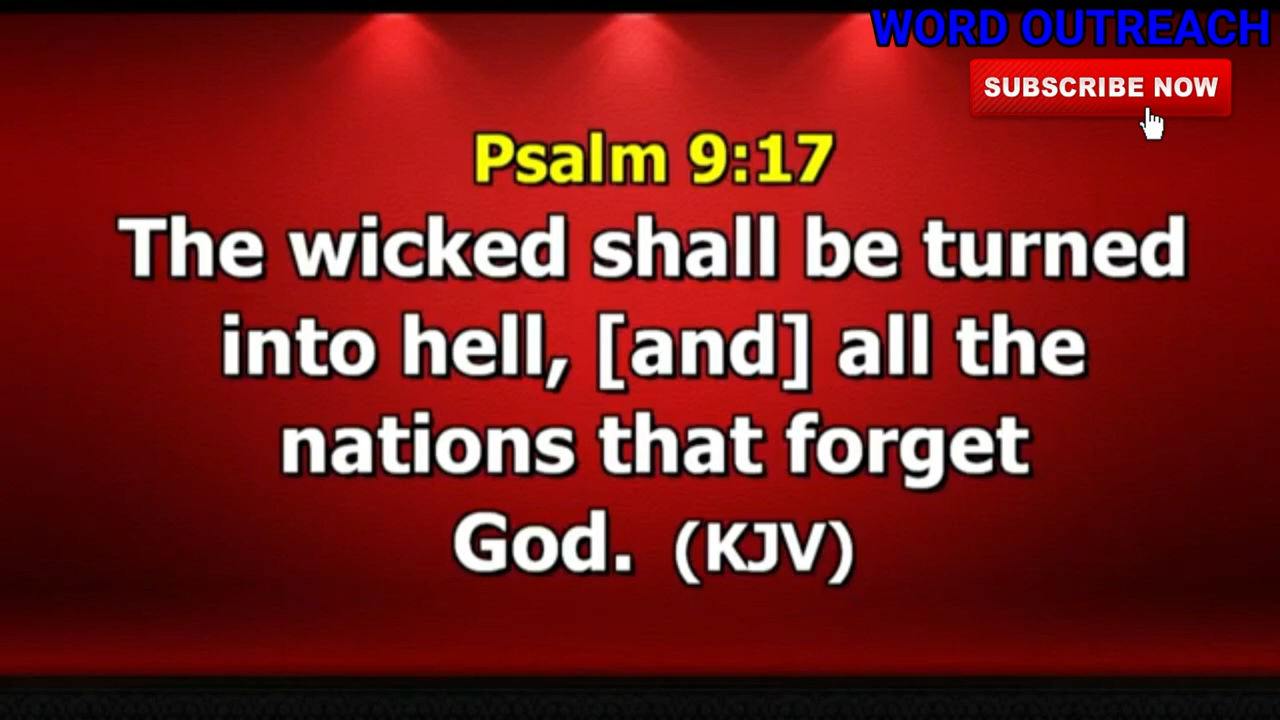 WORD OUTREACH
SUBSCRIBE NOW
Psalm 9:17
The wicked shall be turned
into hell, [and] all the
nations that forget
God. (KJV)